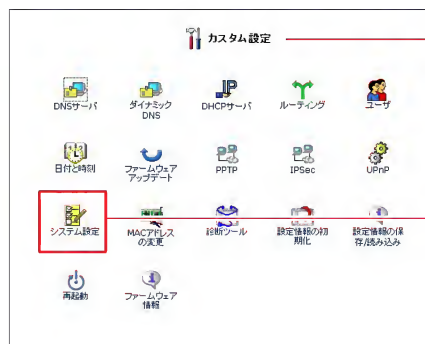 カスタム設定
DNSサーバ
ダイナミック
DNS
DHCPサーバ
ルーティング
ユーザ
日付と時刻
ファームウェア
アップデート
PPTP
IPSec
UPnP
システム設定
MACアドレス
の変更
診断ツール
設定情報の初
期化
設定情報の保
存/読み込み
再起動
ファームウェア
情報